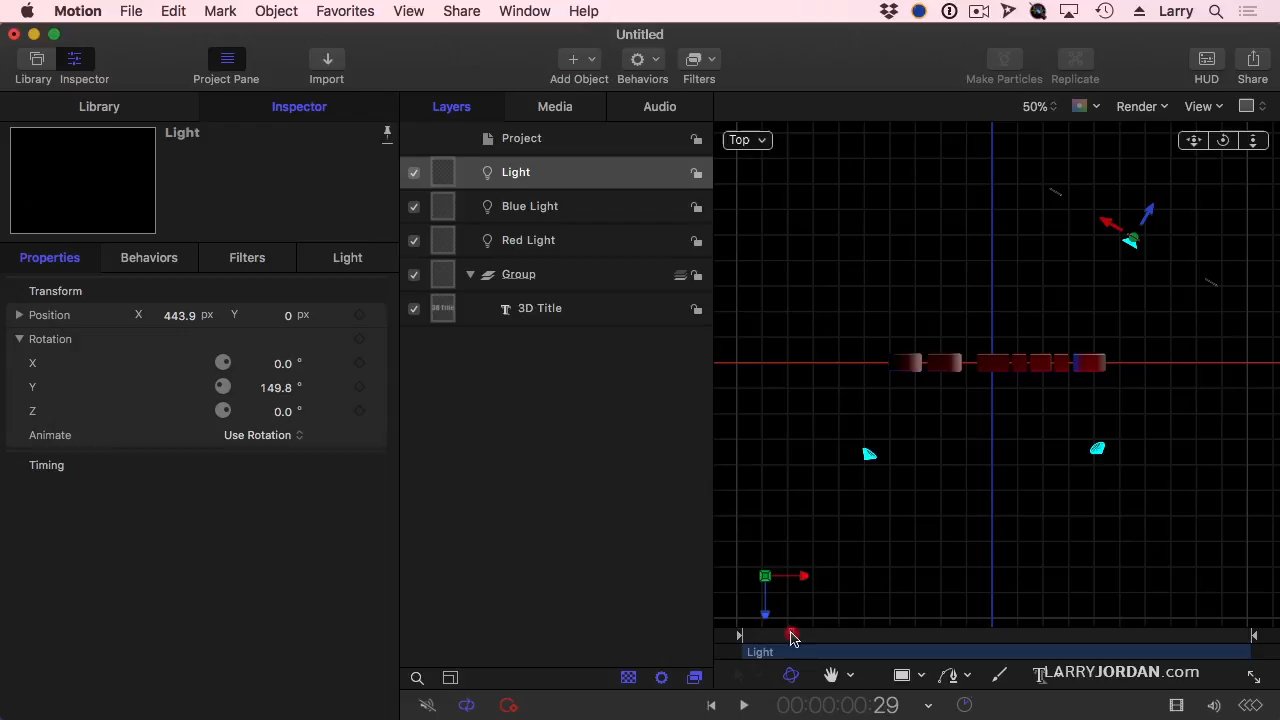 Motion File Edit Mark Object Favorites View Share Window Help Larry
Untitled
Library Inspector Project Pane Import Add Object Behaviors Filters Make Particles Replicate HUD Share
Library Inspector Layers Media Audio 50% Render View
Light
Project
Top
Light
Blue Light
Red Light
Properties Behaviors Filters Light
Group
Transform
3D Title 3D Title
Position X 443.9 px Y 0 px
Rotation
X 0.0 °
Y 149.8 °
Z 0.0 °
Animate Use Rotation
Timing
Light
T LARRYJORDAN.com
00:00:00:29